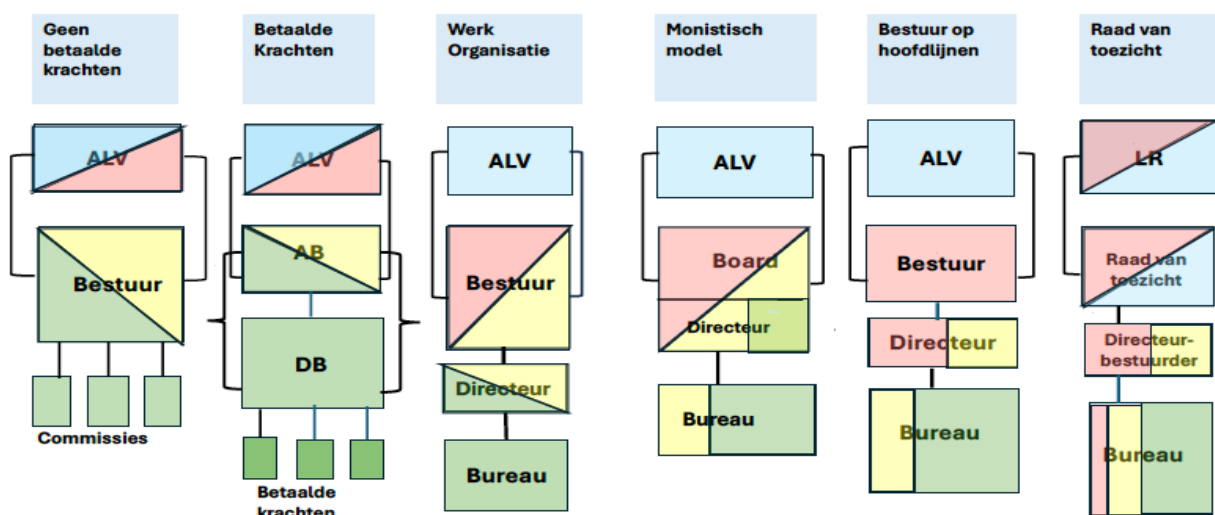 Geen
betaalde
krachten
Betaalde
Krachten
Werk
Organisatie
Monistisch
model
Bestuur op
hoofdlijnen
Raad van
toezicht
ALV
ALV
ALV
ALV
ALV
LR
Bestuur
AB
Bestuur
Board
Directeur
Bestuur
Raad van
toezicht
DB
Directeur
Directeur
Directeur-
bestuurder
Commissies
Bureau
Bureau
Bureau
Bureau
Betaalde
krachten